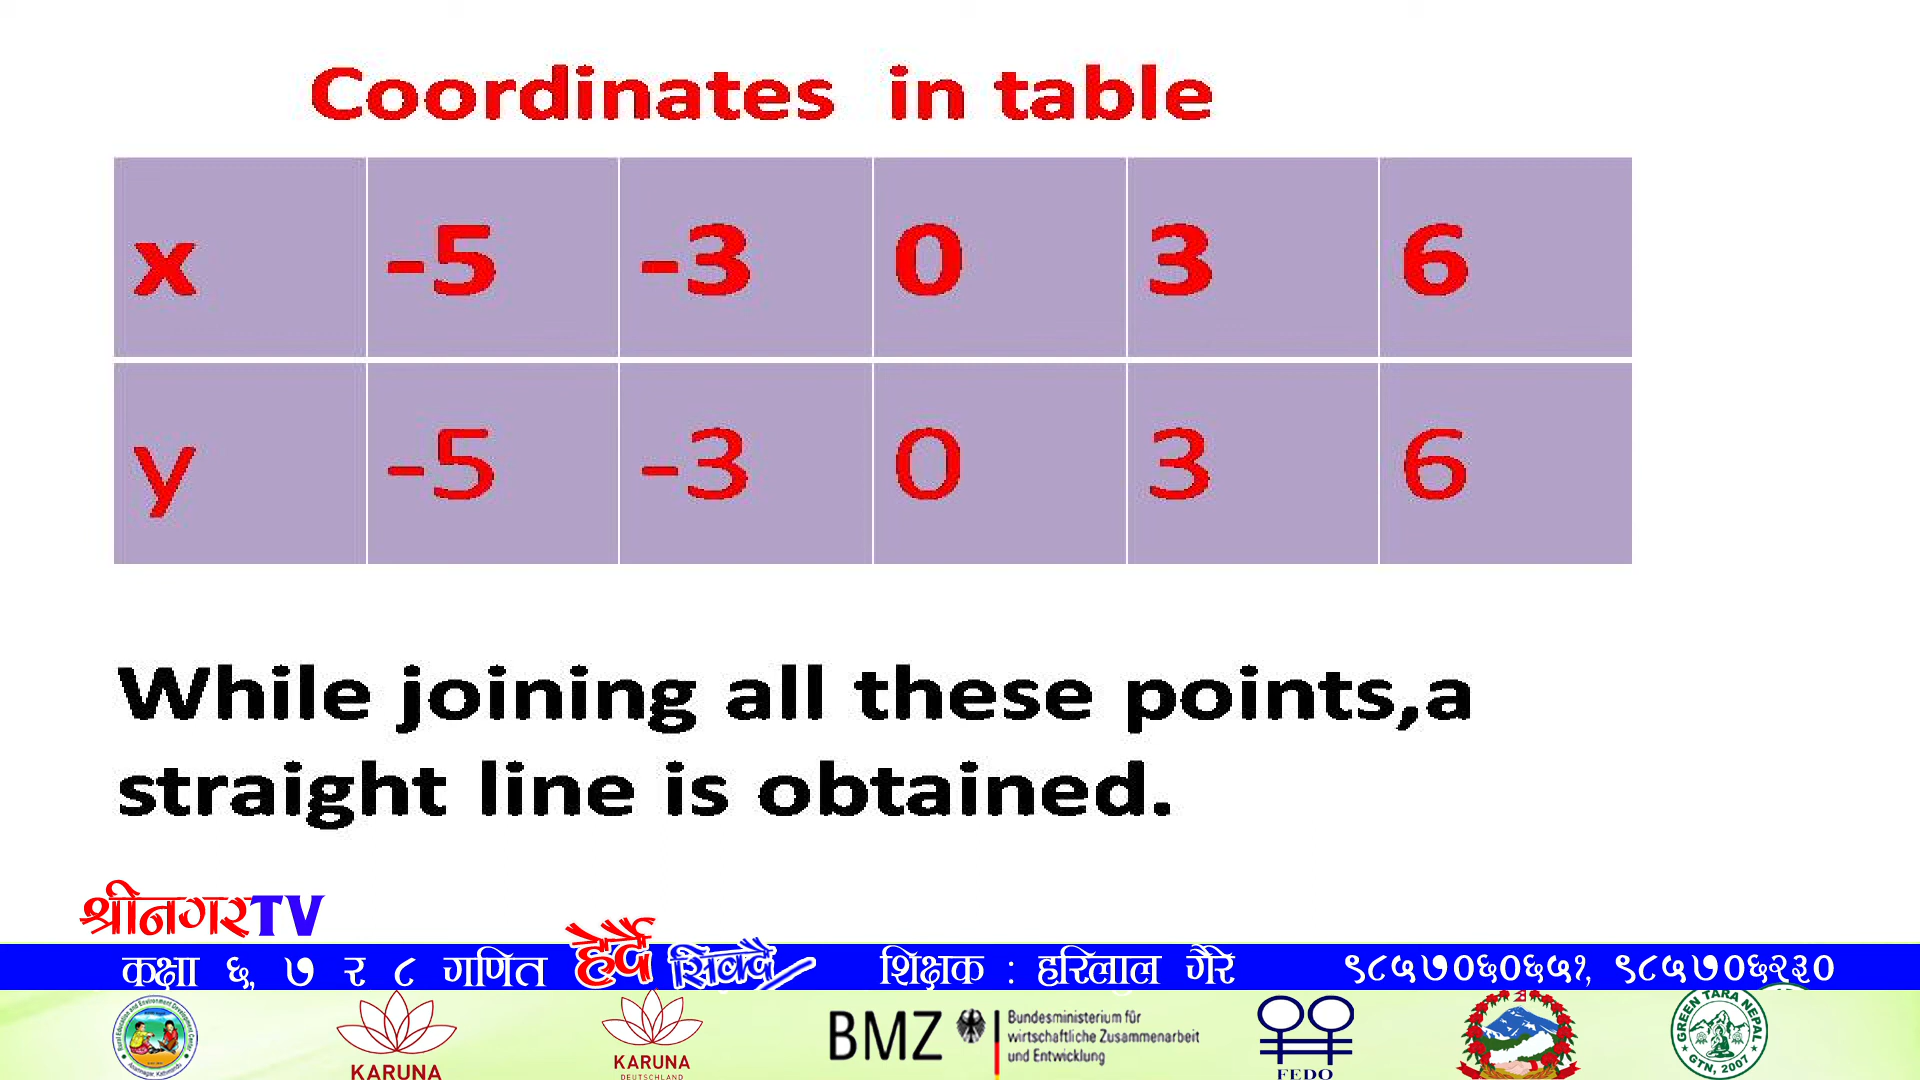 Coordinates in table
x -5 -3 0 3 6
y -5 -3 0 3 6
While joining all these points,a
straight line is obtained.
श्रीनगरTV
कक्षा ६, ७ र ८ गणित हेर्दै सिक्दै शिक्षक : हरिलाल गैरे ९८५७०६०६५१, ९८५७०६२३०
KARUNA
KARUNA
DEUTSCHLAND
BMZ
Bundesministerium für
wirtschaftliche Zusammenarbeit
und Entwicklung
FEDO
GREEN TARA NEPAL
GTN, 2007